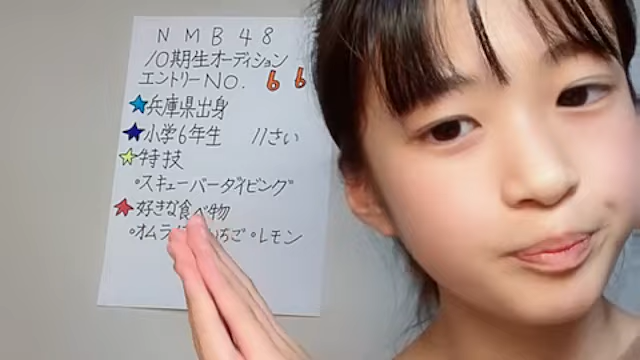 NMB48
10期生オーディション
エントリーNO. 66
★兵庫県出身
★小学6年生 11さい
★特技
。スキューバーダイビング
★好きな食べ物
。オムラ ちご 。レモン